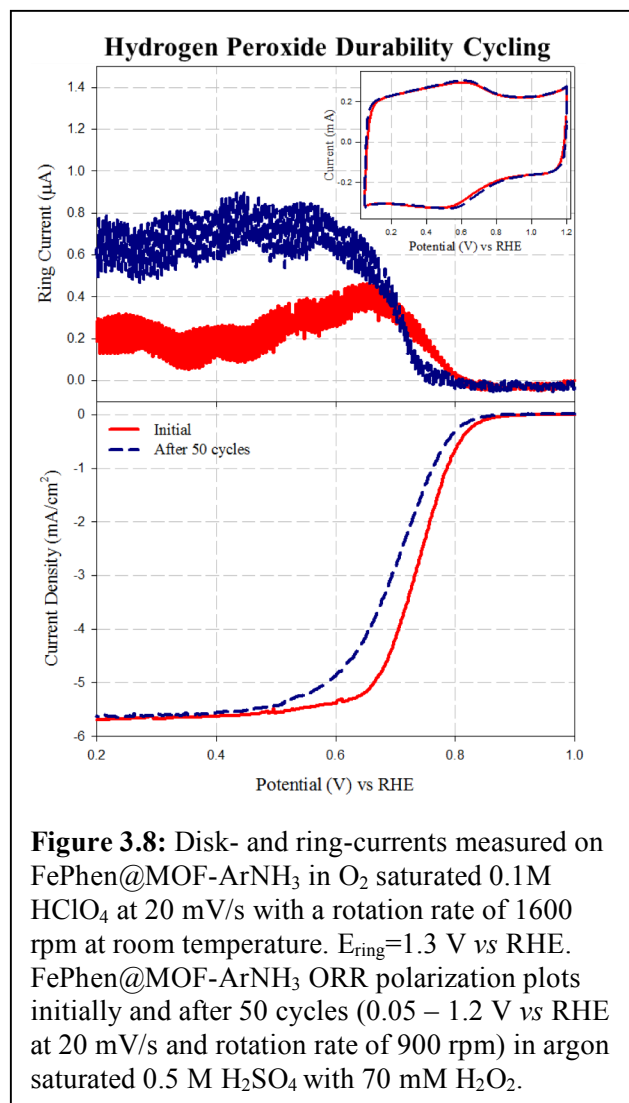 Hydrogen Peroxide Durability Cycling
1.4
1.2
1.0
0.8
0.6
0.4
0.2
0.0
Ring Current (µA)
0.2
0.0
-0.2
Current (mA)
0.2 0.4 0.6 0.8 1.0 1.2
Potential (V) vs RHE
0
-1
-2
-3
-4
-5
-6
Current Density (mA/cm²)
Initial
After 50 cycles
0.2 0.4 0.6 0.8 1.0
Potential (V) vs RHE
Figure 3.8: Disk- and ring-currents measured on
FePhen@MOF-ArNH₃ in O₂ saturated 0.1M
HClO₄ at 20 mV/s with a rotation rate of 1600
rpm at room temperature. Eᵣᵢₙg=1.3 V vs RHE.
FePhen@MOF-ArNH₃ ORR polarization plots
initially and after 50 cycles (0.05 – 1.2 V vs RHE
at 20 mV/s and rotation rate of 900 rpm) in argon
saturated 0.5 M H₂SO₄ with 70 mM H₂O₂.